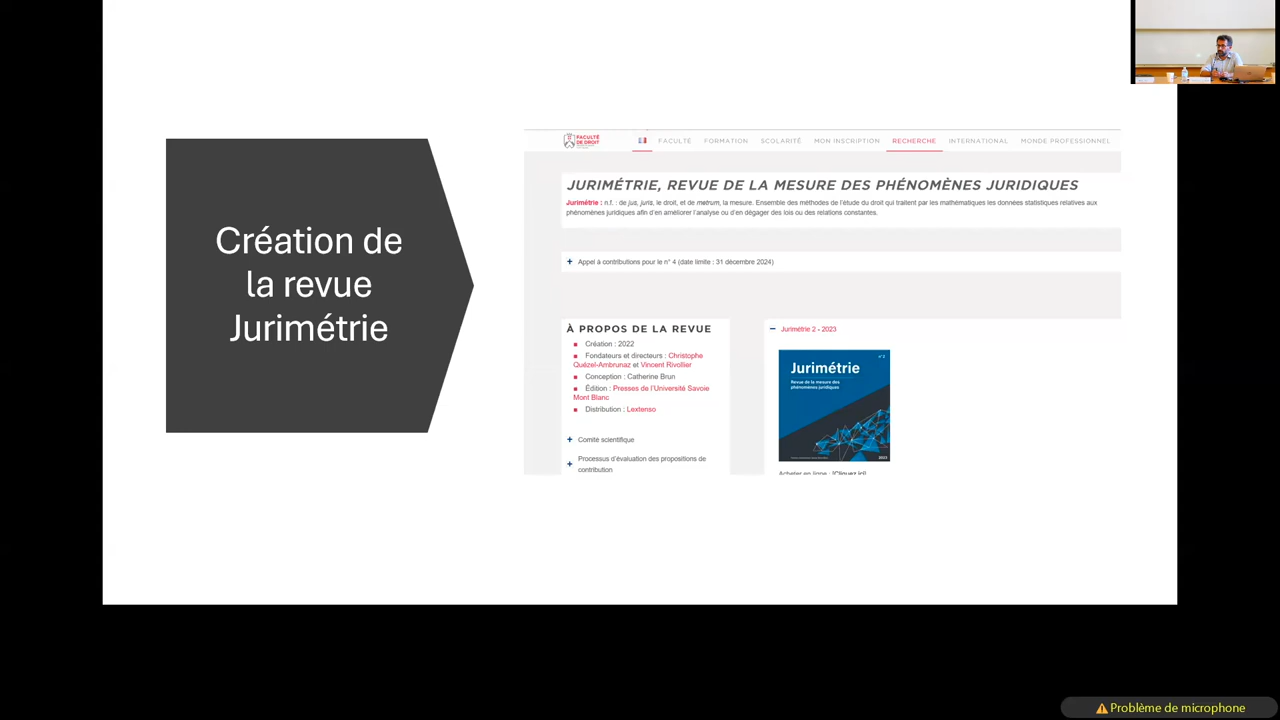 Création de
la revue
Jurimétrie
FACULTÉ
DE DROIT
FACULTÉ FORMATION SCOLARITÉ MON INSCRIPTION RECHERCHE INTERNATIONAL MONDE PROFESSIONNEL
JURIMÉTRIE, REVUE DE LA MESURE DES PHÉNOMÈNES JURIDIQUES
Jurimétrie : n.f. : de jus, juris, le droit, et de metrum, la mesure. Ensemble des méthodes de l'étude du droit qui traitent par les mathématiques les données statistiques relatives aux
phénomènes juridiques afin d'en améliorer l'analyse ou d'en dégager des lois ou des relations constantes.
+ Appel à contributions pour le n° 4 (date limite : 31 décembre 2024)
À PROPOS DE LA REVUE
Création : 2022
Fondateurs et directeurs : Christophe
Quézel-Ambrunaz et Vincent Rivollier
Conception : Catherine Brun
Édition : Presses de l'Université Savoie
Mont Blanc
Distribution : Lextenso
+ Comité scientifique
+ Processus d'évaluation des propositions de
contribution
− Jurimétrie 2 - 2023
n° 2
Jurimétrie
Revue de la mesure des
phénomènes juridiques
2023
Acheter en ligne : [Cliquez ici]
⚠ Problème de microphone